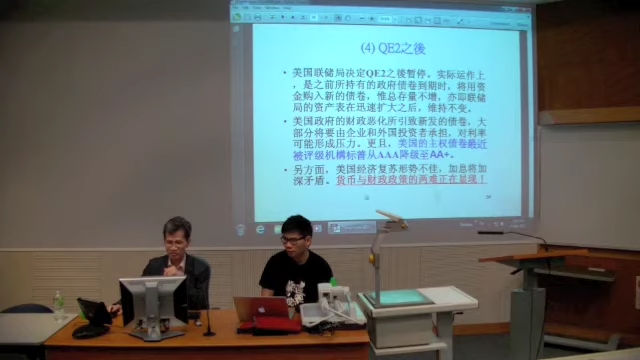 (4) QE2之後
• 美国联储局决定QE2之後暂停。实际运作上
，是之前所持有的政府债卷到期时，将用资
金购入新的债卷，惟总存量不增，亦即联储
局的资产表在迅速扩大之后，维持不变。
• 美国政府的财政恶化所引致新发的债卷，大
部分将要由企业和外国投资者承担，对利率
可能形成压力。更且，美国的主权债卷最近
被评级机构标普从AAA降级至AA+。
• 另方面，美国经济复苏形势不佳，加息将加
深矛盾。货币与财政政策的两难正在显现！